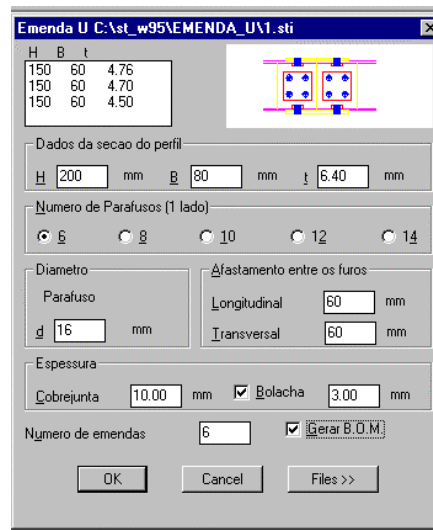 Emenda U C:\st_w95\EMENDA_U\1.sti
H B t
150 60 4.76
150 60 4.70
150 60 4.50
Dados da secao do perfil
H 200 mm B 80 mm t 6.40 mm
Numero de Parafusos (1 lado)
6 8 10 12 14
Diametro
Parafuso
d 16 mm
Afastamento entre os furos
Longitudinal 60 mm
Transversal 60 mm
Espessura
Cobrejunta 10.00 mm Bolacha 3.00 mm
Numero de emendas 6 Gerar B.O.M.
OK Cancel Files >>